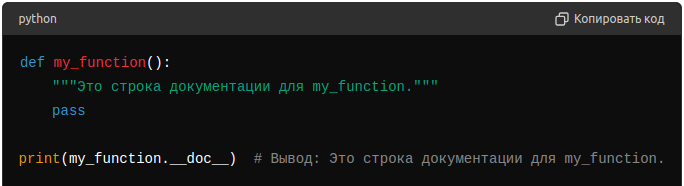 python
Копировать код
def my_function():
    """Это строка документации для my_function."""
    pass
print(my_function.__doc__)  # Вывод: Это строка документации для my_function.